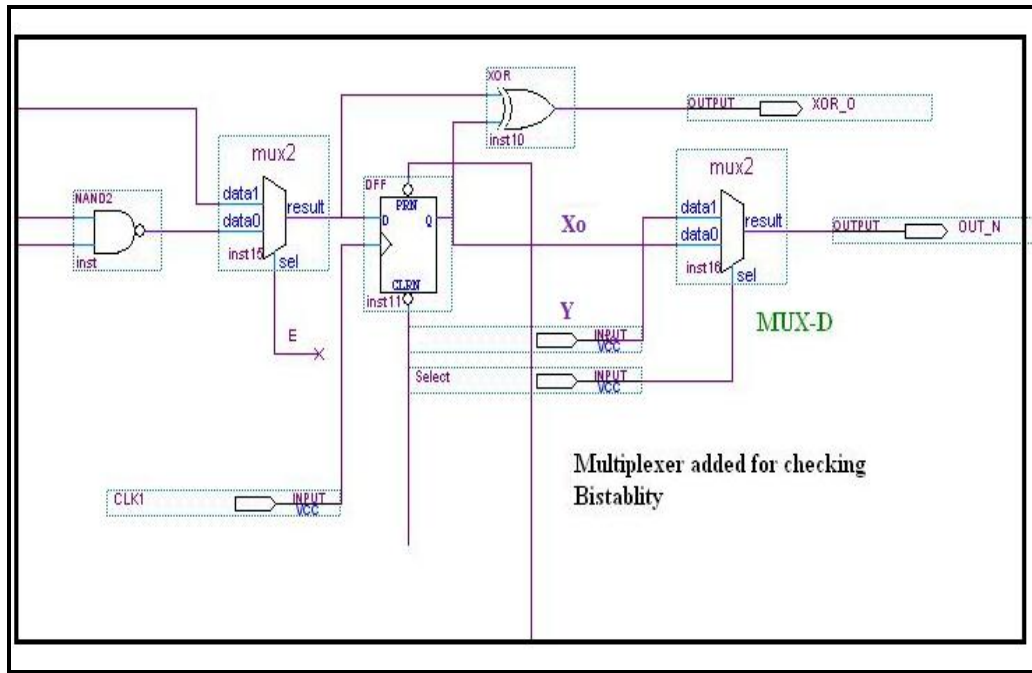 XOR
inst10
OUTPUT
XOR_O
mux2
data1
data0
result
inst15
sel
NAND2
inst
DFF
PRN
D
Q
CLRN
inst11
Xo
mux2
data1
data0
result
inst16
sel
OUTPUT
OUT_N
MUX-D
E
Y
INPUT
VCC
Select
INPUT
VCC
CLK1
INPUT
VCC
Multiplexer added for checking
Bistablity